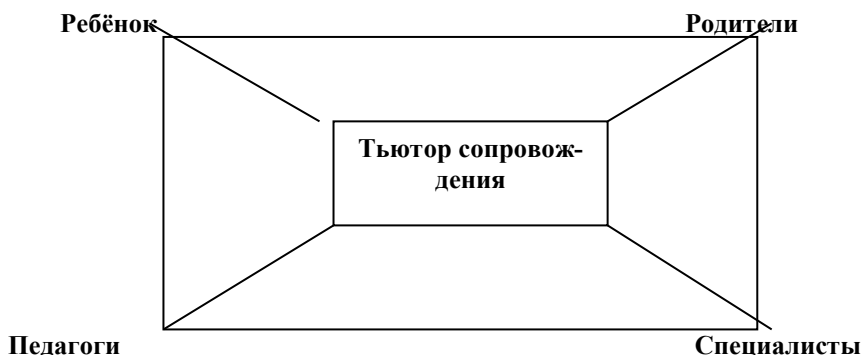 Ребёнок Родители
Тьютор сопровож-
дения
Педагоги Специалисты